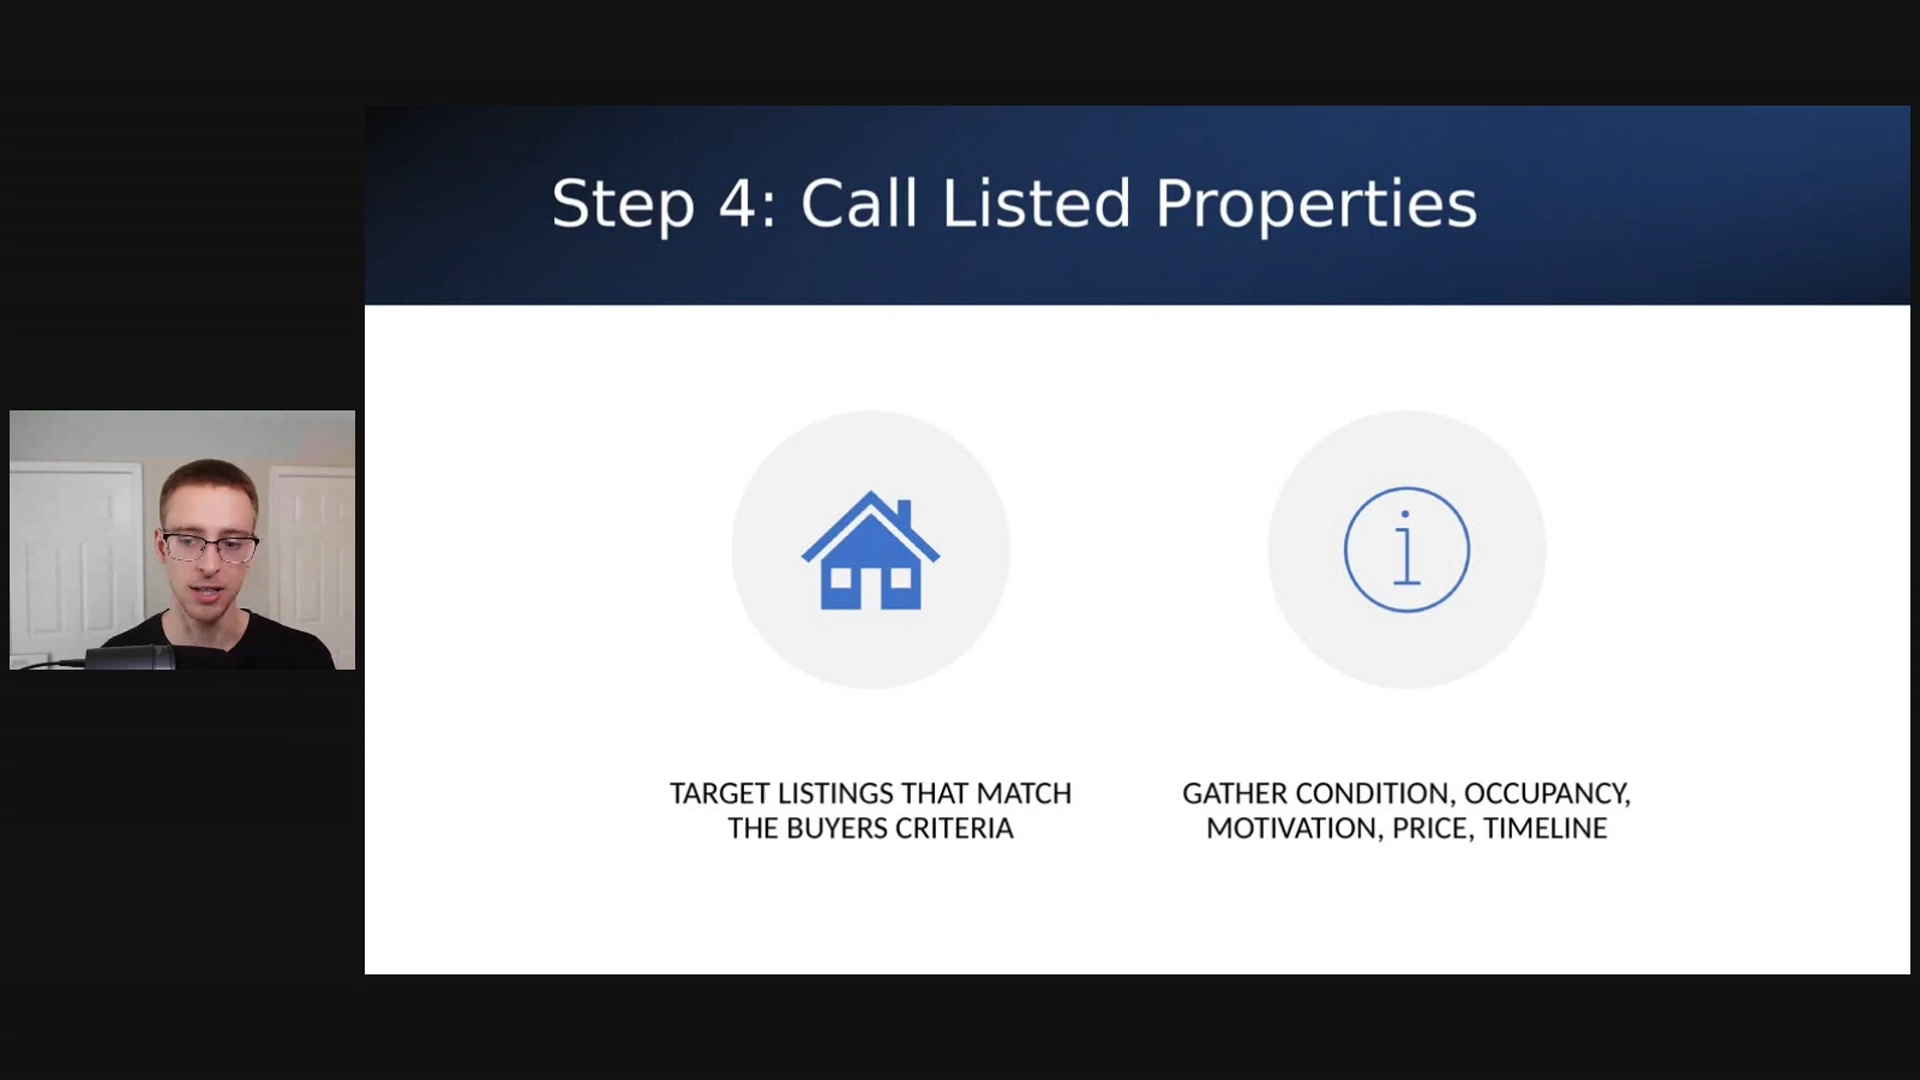 Step 4: Call Listed Properties
TARGET LISTINGS THAT MATCH
THE BUYERS CRITERIA
GATHER CONDITION, OCCUPANCY,
MOTIVATION, PRICE, TIMELINE